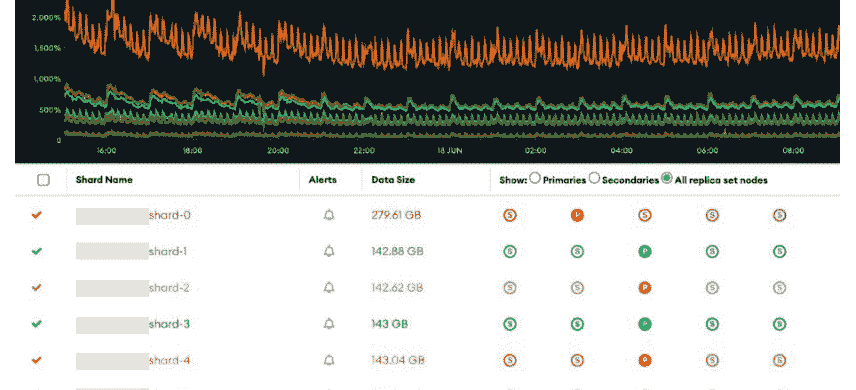 2.000%
1,500%
1,000%
500%
0
16:00 18:00 20:00 22:00 18 JUN 02:00 04:00 06:00 08:00
Shard Name Alerts Data Size Show: Primaries Secondaries All replica set nodes
shard-0 279.61 GB S P S S S
shard-1 142.88 GB S S P S S
shard-2 142.62 GB S S P S S
shard-3 143 GB S S P S S
shard-4 143.04 GB S S P S S